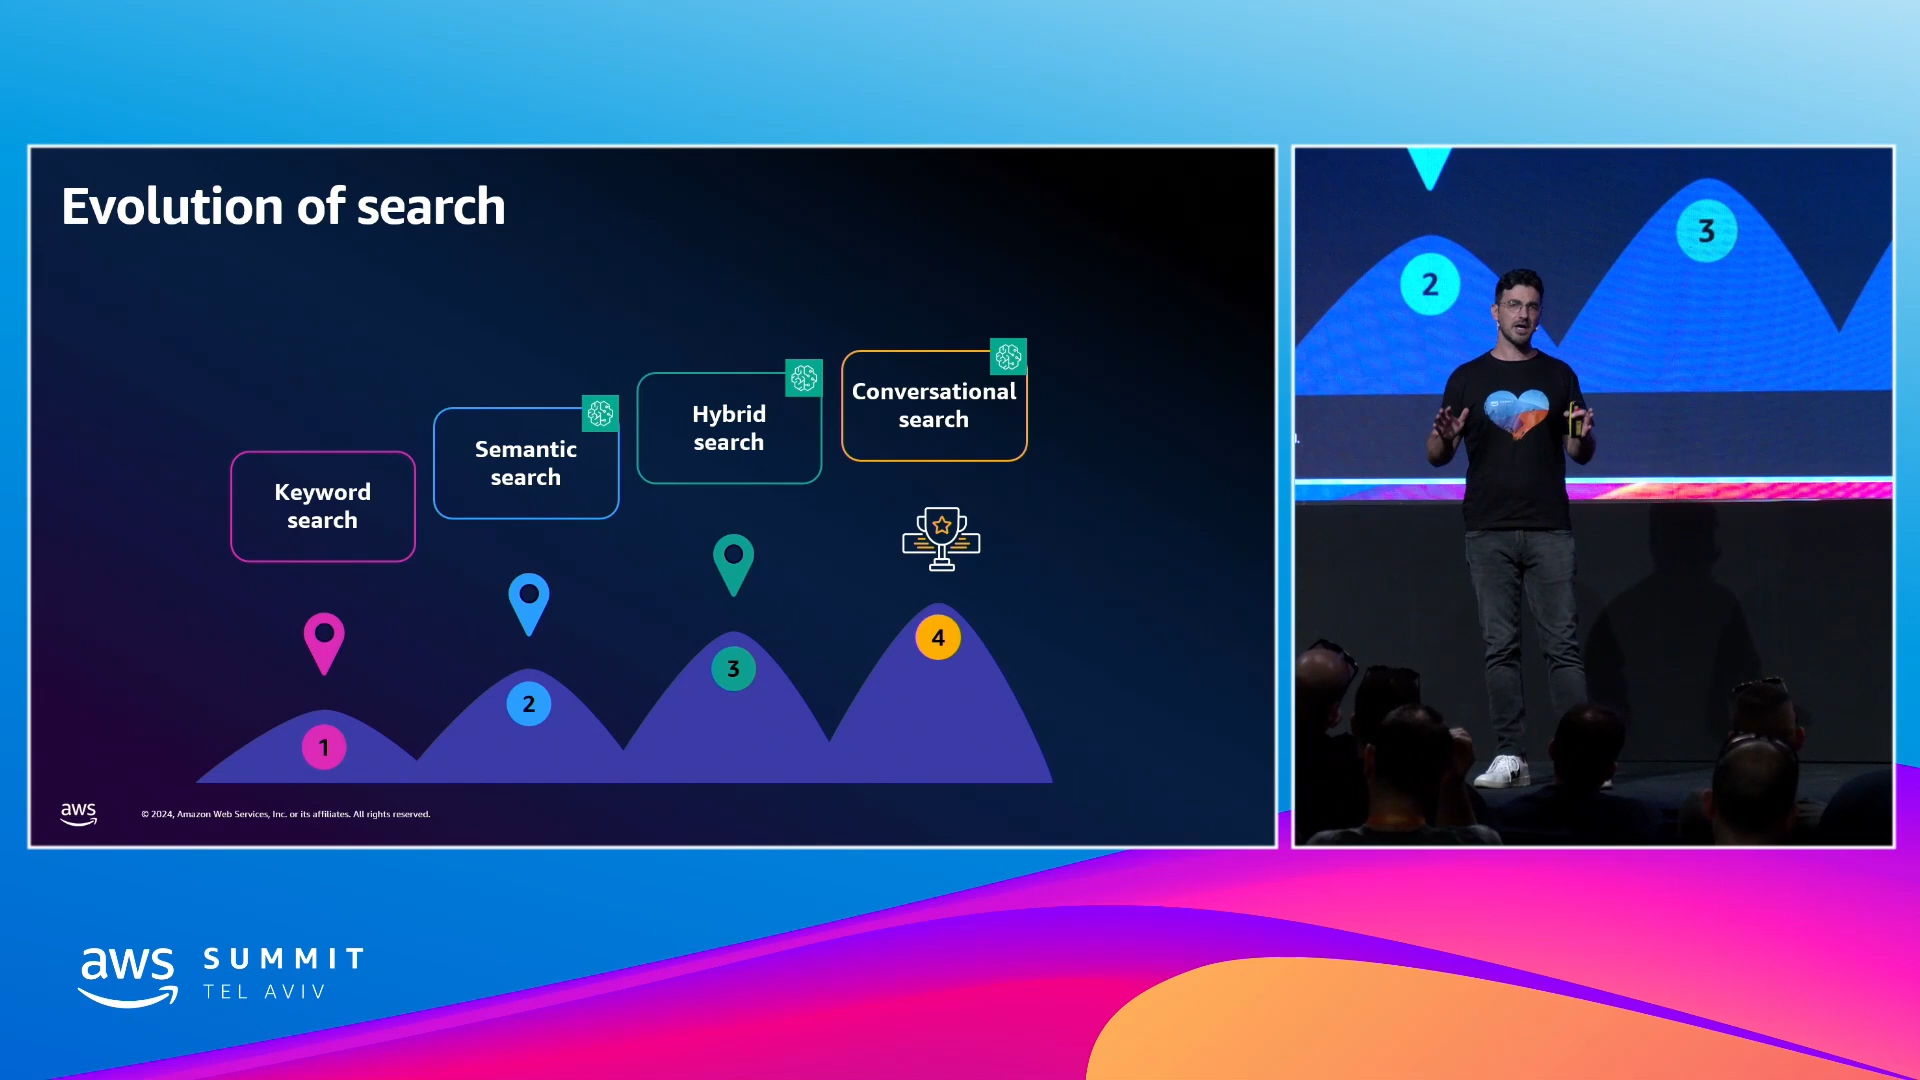 Evolution of search
Keyword
search
Semantic
search
Hybrid
search
Conversational
search
1
2
3
4
aws
© 2024, Amazon Web Services, Inc. or its affiliates. All rights reserved.
2
3
aws
SUMMIT
TEL AVIV